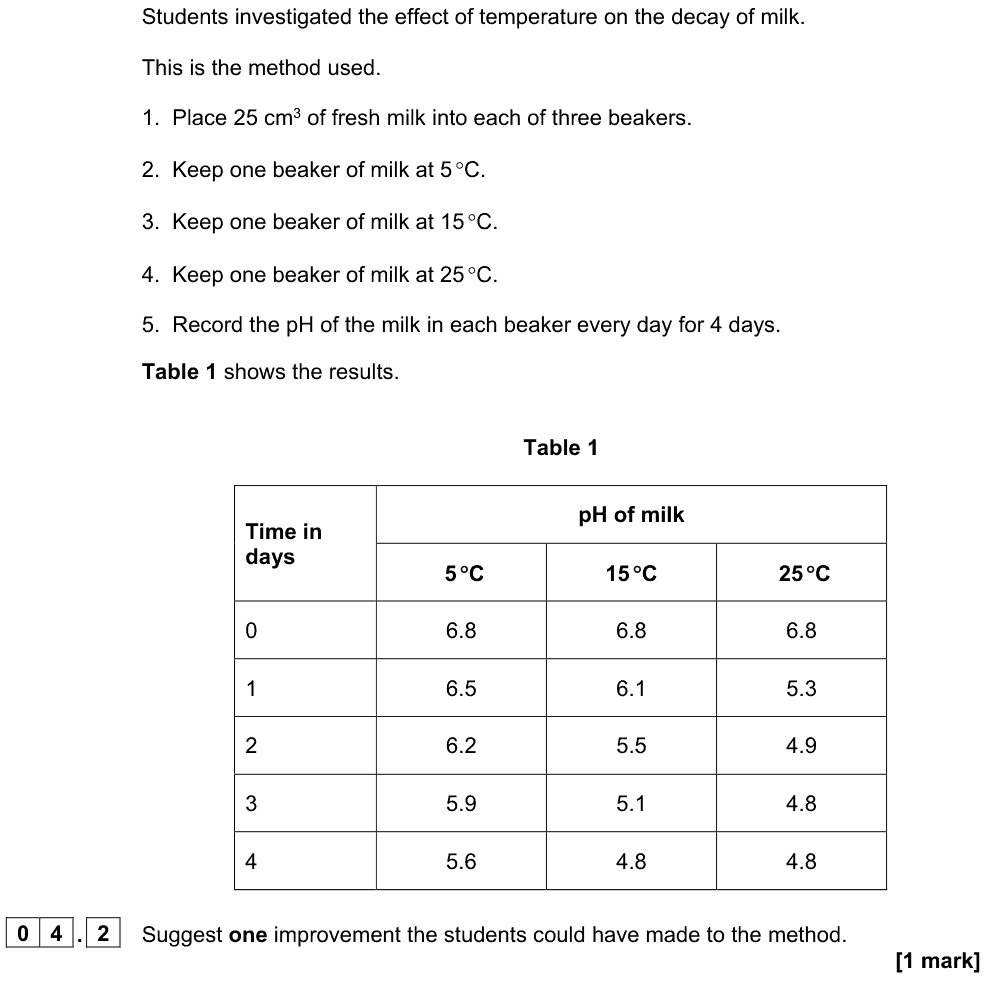 Students investigated the effect of temperature on the decay of milk.
This is the method used.
1. Place 25 cm³ of fresh milk into each of three beakers.
2. Keep one beaker of milk at 5 °C.
3. Keep one beaker of milk at 15 °C.
4. Keep one beaker of milk at 25 °C.
5. Record the pH of the milk in each beaker every day for 4 days.
Table 1 shows the results.
Table 1
Time in days | pH of milk
5 °C | 15 °C | 25 °C
0 | 6.8 | 6.8 | 6.8
1 | 6.5 | 6.1 | 5.3
2 | 6.2 | 5.5 | 4.9
3 | 5.9 | 5.1 | 4.8
4 | 5.6 | 4.8 | 4.8
0 4 . 2 Suggest one improvement the students could have made to the method.
[1 mark]